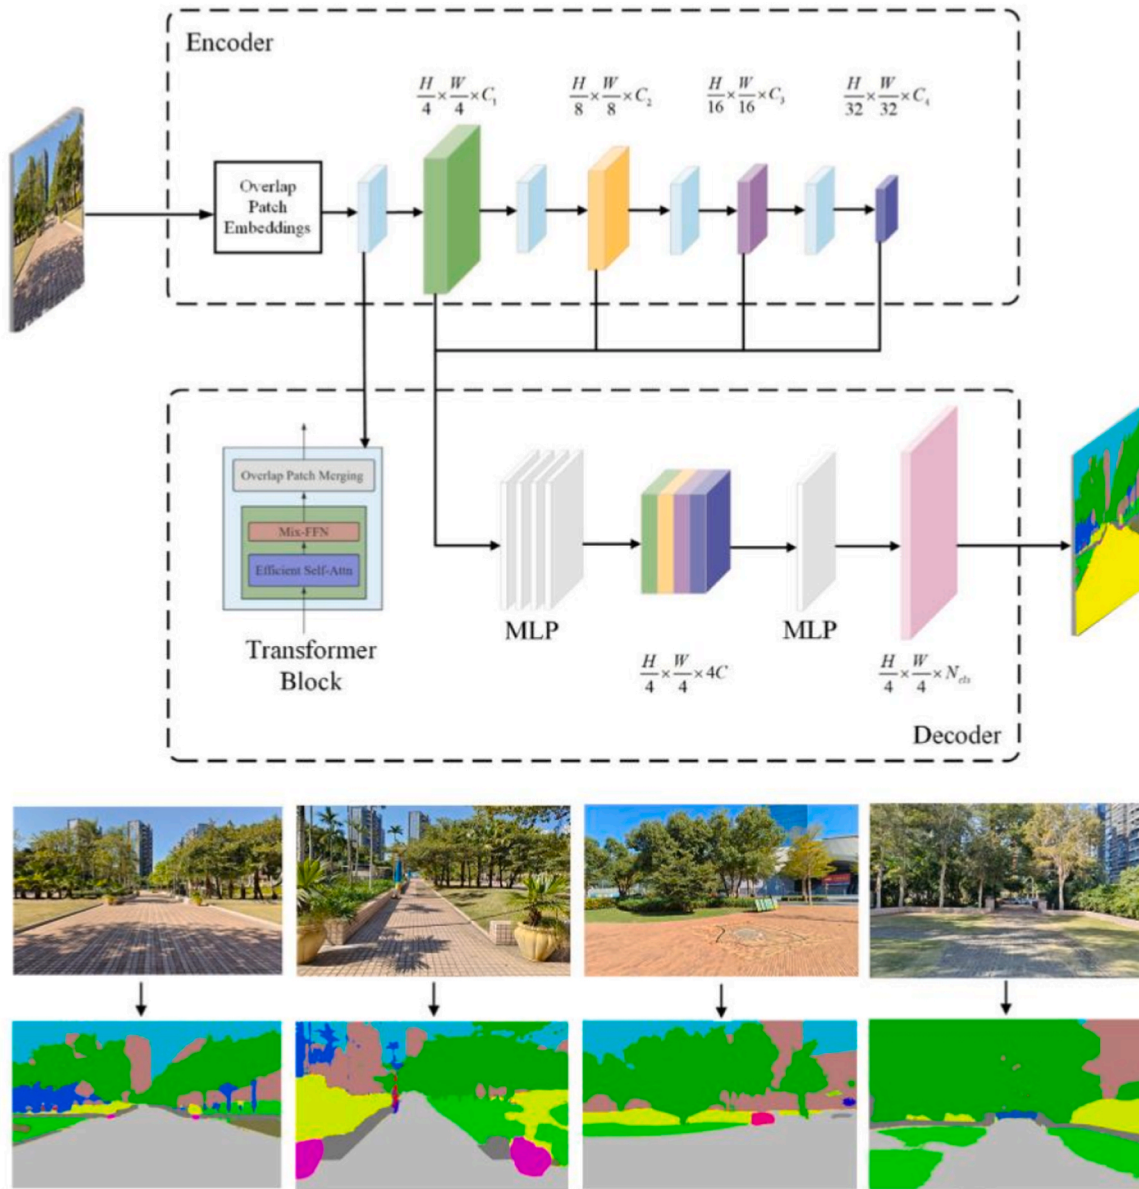 Encoder
H/4 × W/4 × C₁
H/8 × W/8 × C₂
H/16 × W/16 × C₃
H/32 × W/32 × C₄
Overlap
Patch
Embeddings
Overlap Patch Merging
Mix-FFN
Efficient Self-Attn
Transformer
Block
MLP
MLP
H/4 × W/4 × 4C
H/4 × W/4 × N_cls
Decoder